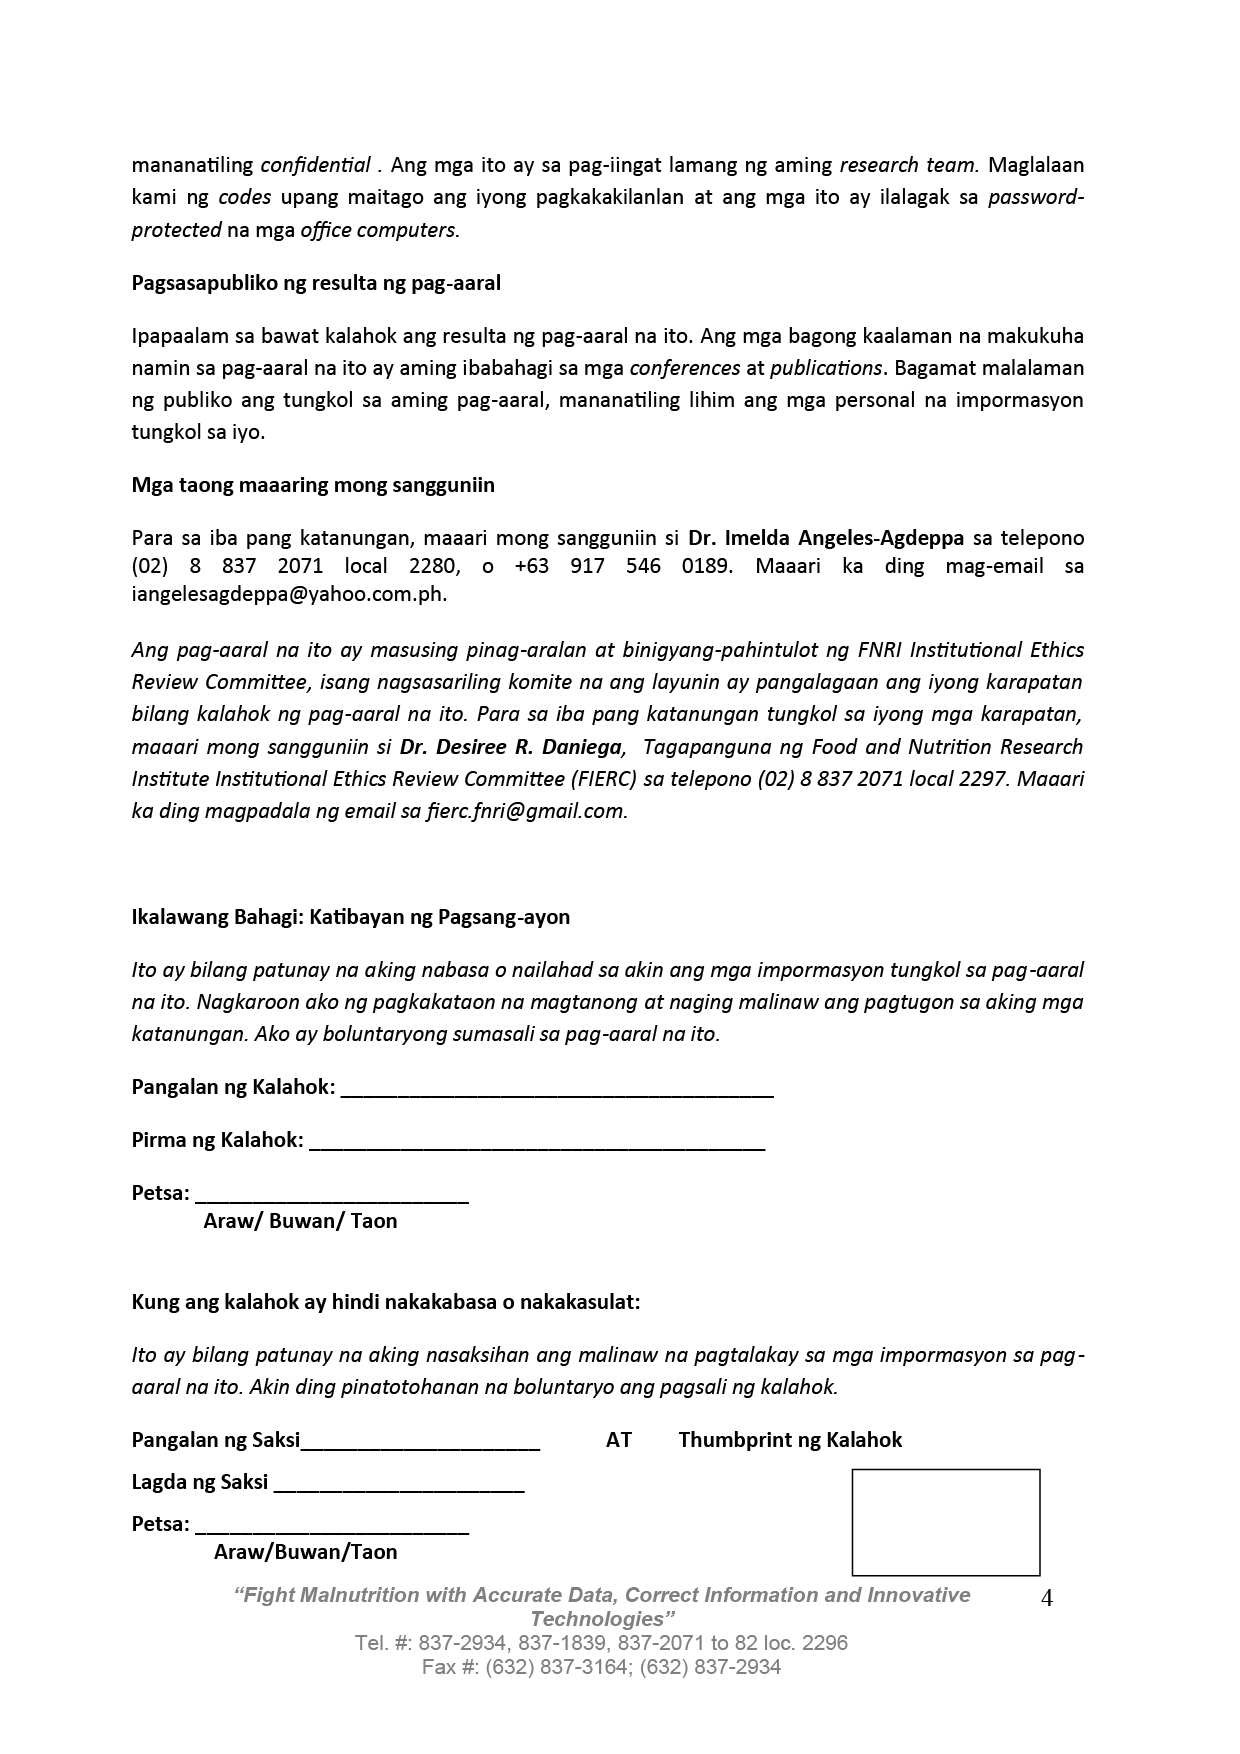 mananatiling confidential . Ang mga ito ay sa pag-iingat lamang ng aming research team. Maglalaan
kami ng codes upang maitago ang iyong pagkakakilanlan at ang mga ito ay ilalagak sa password-
protected na mga office computers.
Pagsasapubliko ng resulta ng pag-aaral
Ipapaalam sa bawat kalahok ang resulta ng pag-aaral na ito. Ang mga bagong kaalaman na makukuha
namin sa pag-aaral na ito ay aming ibabahagi sa mga conferences at publications. Bagamat malalaman
ng publiko ang tungkol sa aming pag-aaral, mananatiling lihim ang mga personal na impormasyon
tungkol sa iyo.
Mga taong maaaring mong sangguniin
Para sa iba pang katanungan, maaari mong sangguniin si Dr. Imelda Angeles-Agdeppa sa telepono
(02) 8 837 2071 local 2280, o +63 917 546 0189. Maaari ka ding mag-email sa
iangelesagdeppa@yahoo.com.ph.
Ang pag-aaral na ito ay masusing pinag-aralan at binigyang-pahintulot ng FNRI Institutional Ethics
Review Committee, isang nagsasariling komite na ang layunin ay pangalagaan ang iyong karapatan
bilang kalahok ng pag-aaral na ito. Para sa iba pang katanungan tungkol sa iyong mga karapatan,
maaari mong sangguniin si Dr. Desiree R. Daniega, Tagapanguna ng Food and Nutrition Research
Institute Institutional Ethics Review Committee (FIERC) sa telepono (02) 8 837 2071 local 2297. Maaari
ka ding magpadala ng email sa fierc.fnri@gmail.com.
Ikalawang Bahagi: Katibayan ng Pagsang-ayon
Ito ay bilang patunay na aking nabasa o nailahad sa akin ang mga impormasyon tungkol sa pag-aaral
na ito. Nagkaroon ako ng pagkakataon na magtanong at naging malinaw ang pagtugon sa aking mga
katanungan. Ako ay boluntaryong sumasali sa pag-aaral na ito.
Pangalan ng Kalahok: ______________________________________
Pirma ng Kalahok: ________________________________________
Petsa: ________________________
Araw/ Buwan/ Taon
Kung ang kalahok ay hindi nakakabasa o nakakasulat:
Ito ay bilang patunay na aking nasaksihan ang malinaw na pagtalakay sa mga impormasyon sa pag-
aaral na ito. Akin ding pinatotohanan na boluntaryo ang pagsali ng kalahok.
Pangalan ng Saksi_____________________ AT Thumbprint ng Kalahok
Lagda ng Saksi ______________________
Petsa: ________________________
Araw/Buwan/Taon
“Fight Malnutrition with Accurate Data, Correct Information and Innovative 4
Technologies”
Tel. #: 837-2934, 837-1839, 837-2071 to 82 loc. 2296
Fax #: (632) 837-3164; (632) 837-2934